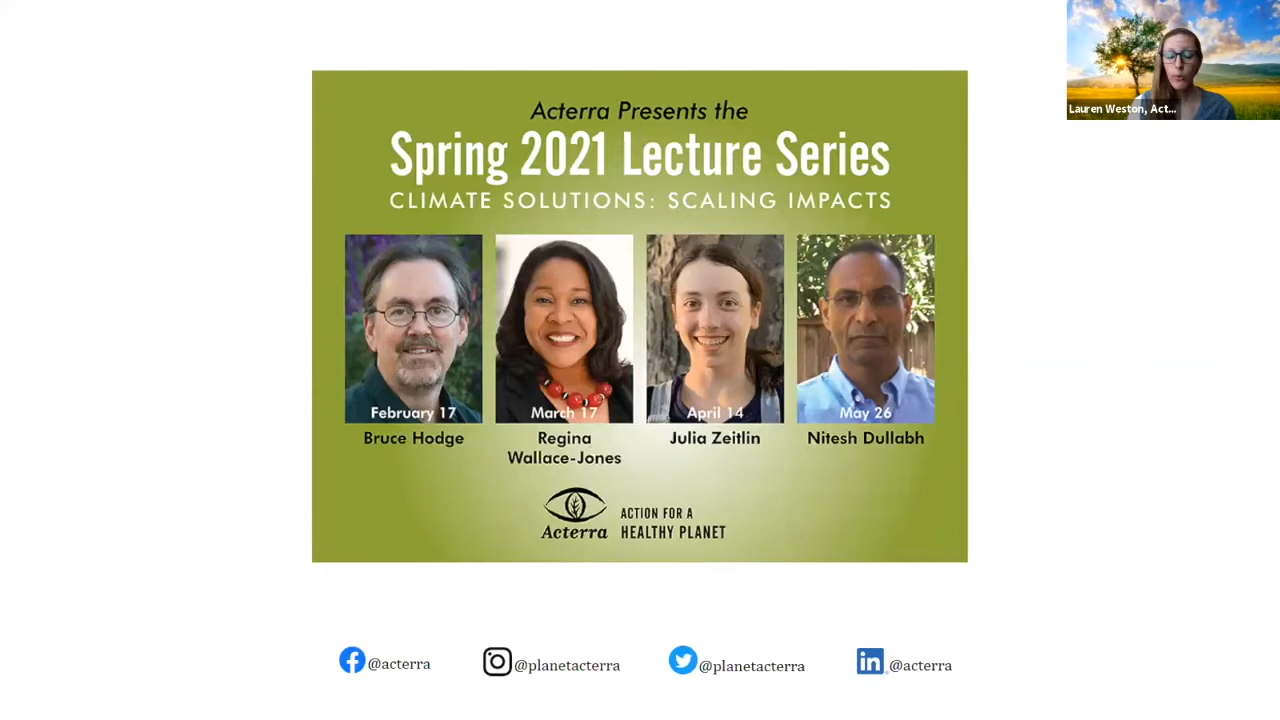 Lauren Weston, Act...
Acterra Presents the
Spring 2021 Lecture Series
CLIMATE SOLUTIONS: SCALING IMPACTS
February 17
March 17
April 14
May 26
Bruce Hodge
Regina
Wallace-Jones
Julia Zeitlin
Nitesh Dullabh
Acterra
ACTION FOR A
HEALTHY PLANET
@acterra
@planetacterra
@planetacterra
in
@acterra